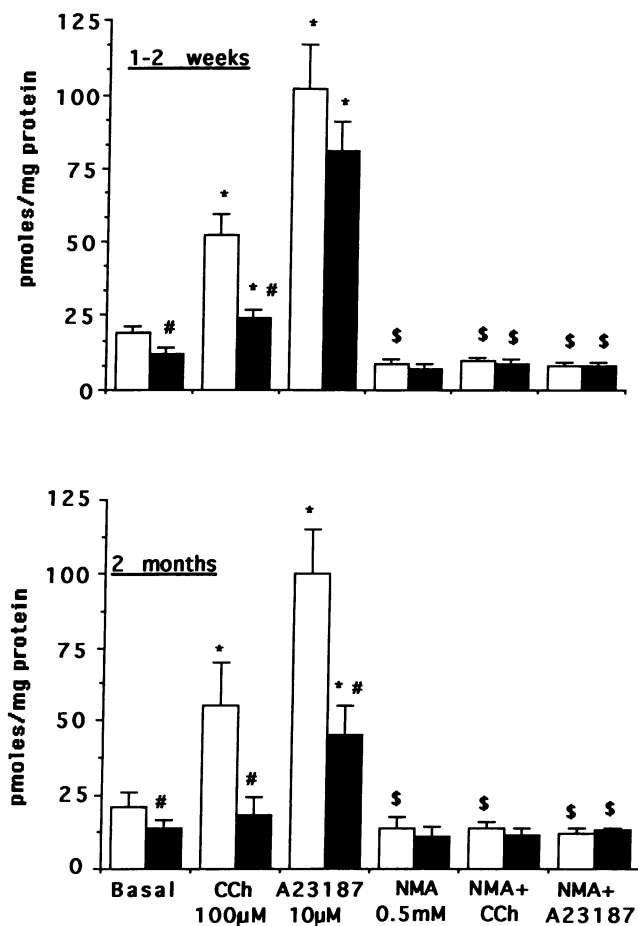 125
1-2 weeks
100
75
50
25
0
pmoles/mg protein
* * * * * #
# $ $ $ $ $
125
2 months
100
75
50
25
0
pmoles/mg protein
* * * #
# # $ $ $ $
Basal CCh A23187 NMA NMA+ NMA+
100µM 10µM 0.5mM CCh A23187